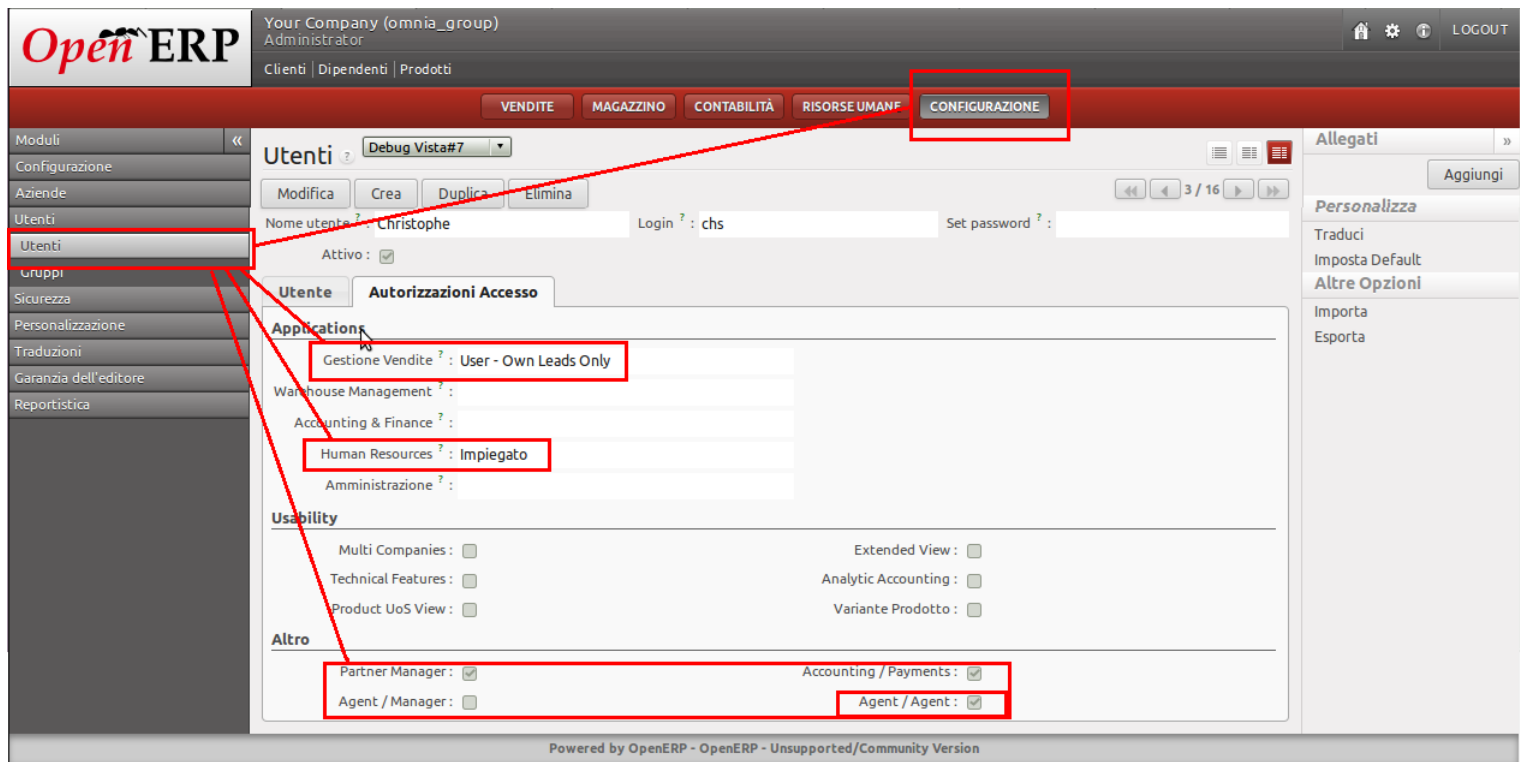 Open ERP
Your Company (omnia_group)
Administrator
LOGOUT
Clienti | Dipendenti | Prodotti
VENDITE MAGAZZINO CONTABILITÀ RISORSE UMANE CONFIGURAZIONE
Moduli «
Configurazione
Aziende
Utenti
Utenti
Gruppi
Sicurezza
Personalizzazione
Traduzioni
Garanzia dell'editore
Reportistica
Utenti ? Debug Vista#7
Modifica Crea Duplica Elimina 3 / 16
Nome utente ? : Christophe Login ? : chs Set password ? :
Attivo :
Utente Autorizzazioni Accesso
Applications
Gestione Vendite ? : User - Own Leads Only
Warehouse Management ? :
Accounting & Finance ? :
Human Resources ? : Impiegato
Amministrazione ? :
Usability
Multi Companies : Extended View :
Technical Features : Analytic Accounting :
Product UoS View : Variante Prodotto :
Altro
Partner Manager : Accounting / Payments :
Agent / Manager : Agent / Agent :
Allegati »
Aggiungi
Personalizza
Traduci
Imposta Default
Altre Opzioni
Importa
Esporta
Powered by OpenERP - OpenERP - Unsupported/Community Version